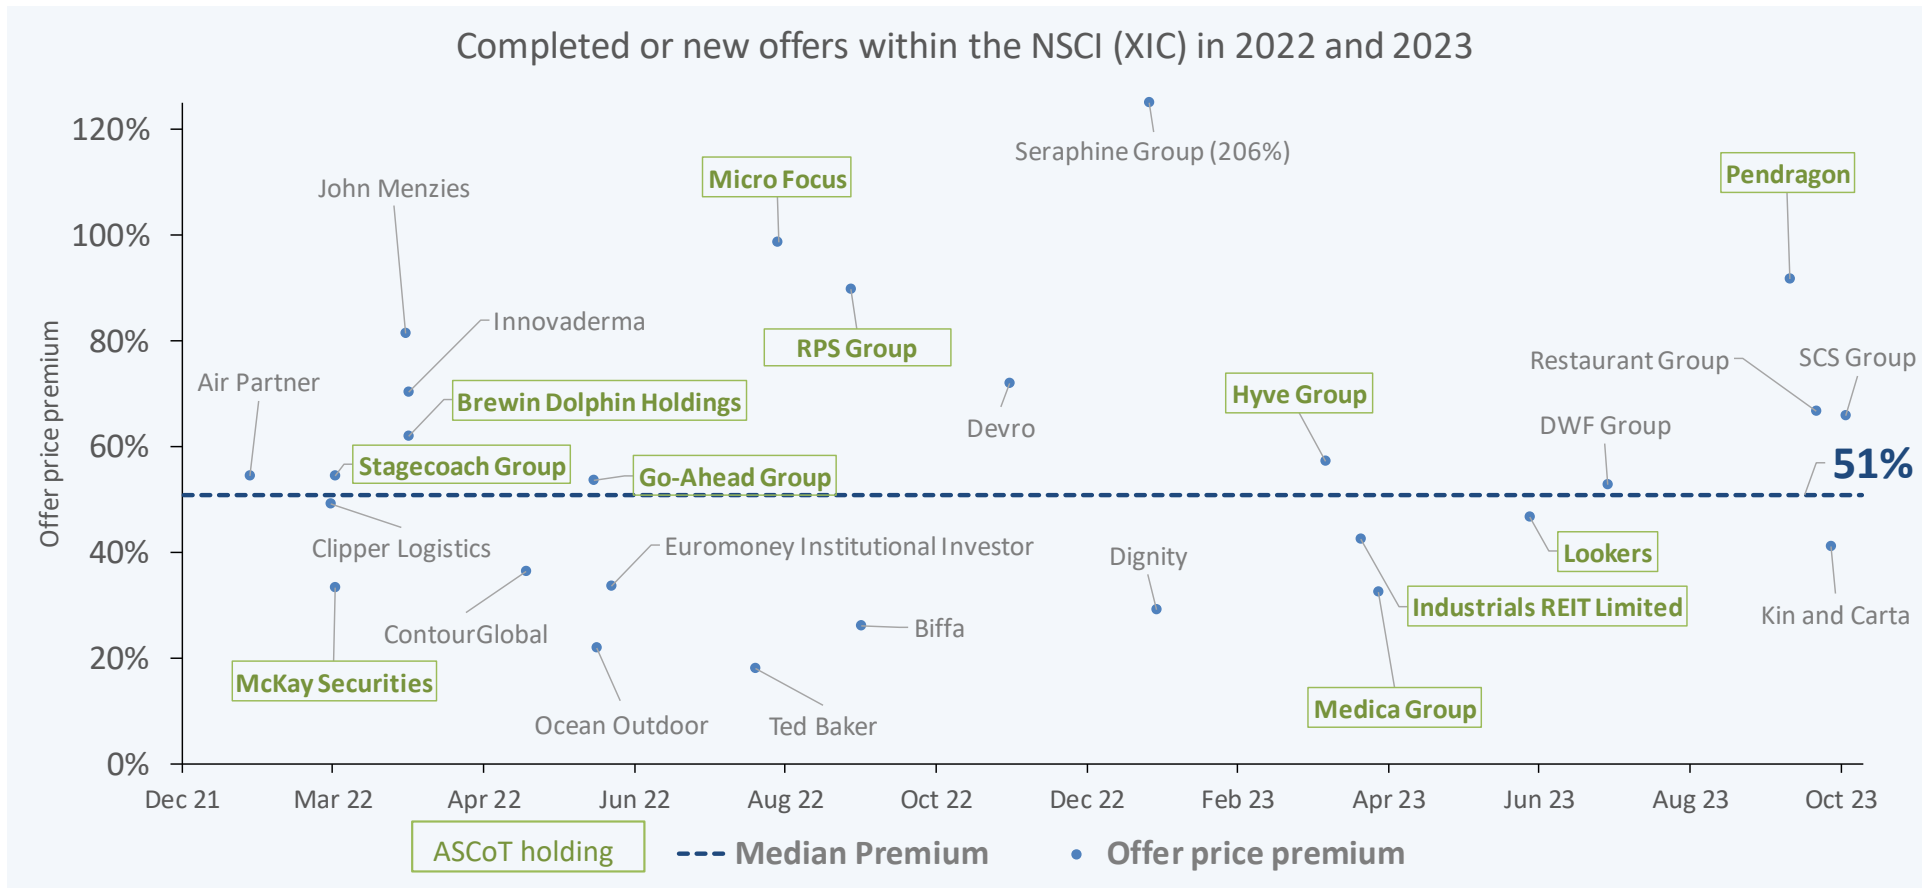 Completed or new offers within the NSCI (XIC) in 2022 and 2023
Offer price premium
120%
100%
80%
60%
40%
20%
0%
Seraphine Group (206%)
Micro Focus
Pendragon
John Menzies
Innovaderma
RPS Group
Restaurant Group
SCS Group
Air Partner
Brewin Dolphin Holdings
Hyve Group
Devro
DWF Group
Stagecoach Group
Go-Ahead Group
51%
Clipper Logistics
Euromoney Institutional Investor
Dignity
Lookers
Industrials REIT Limited
Kin and Carta
ContourGlobal
Biffa
McKay Securities
Medica Group
Ocean Outdoor
Ted Baker
Dec 21
Mar 22
Apr 22
Jun 22
Aug 22
Oct 22
Dec 22
Feb 23
Apr 23
Jun 23
Aug 23
Oct 23
ASCoT holding
Median Premium
Offer price premium